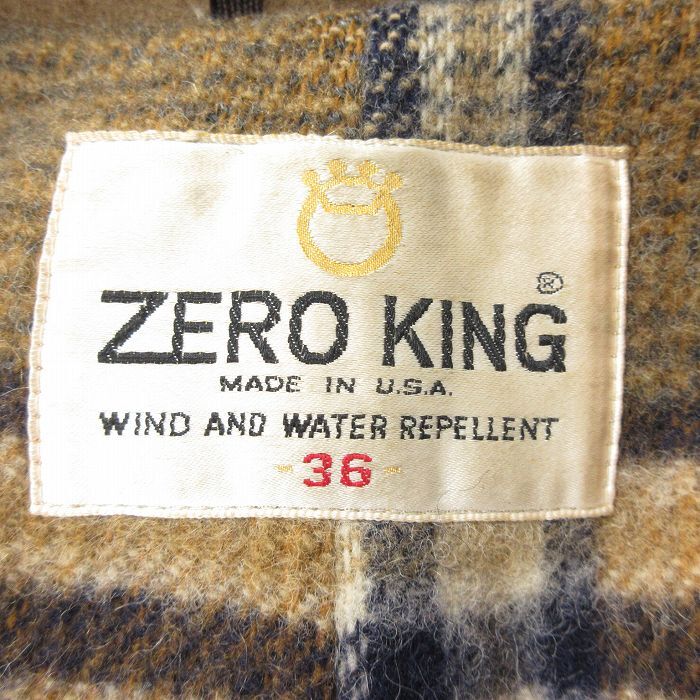 ZERO KING®
MADE IN U.S.A.
WIND AND WATER REPELLENT
-36-